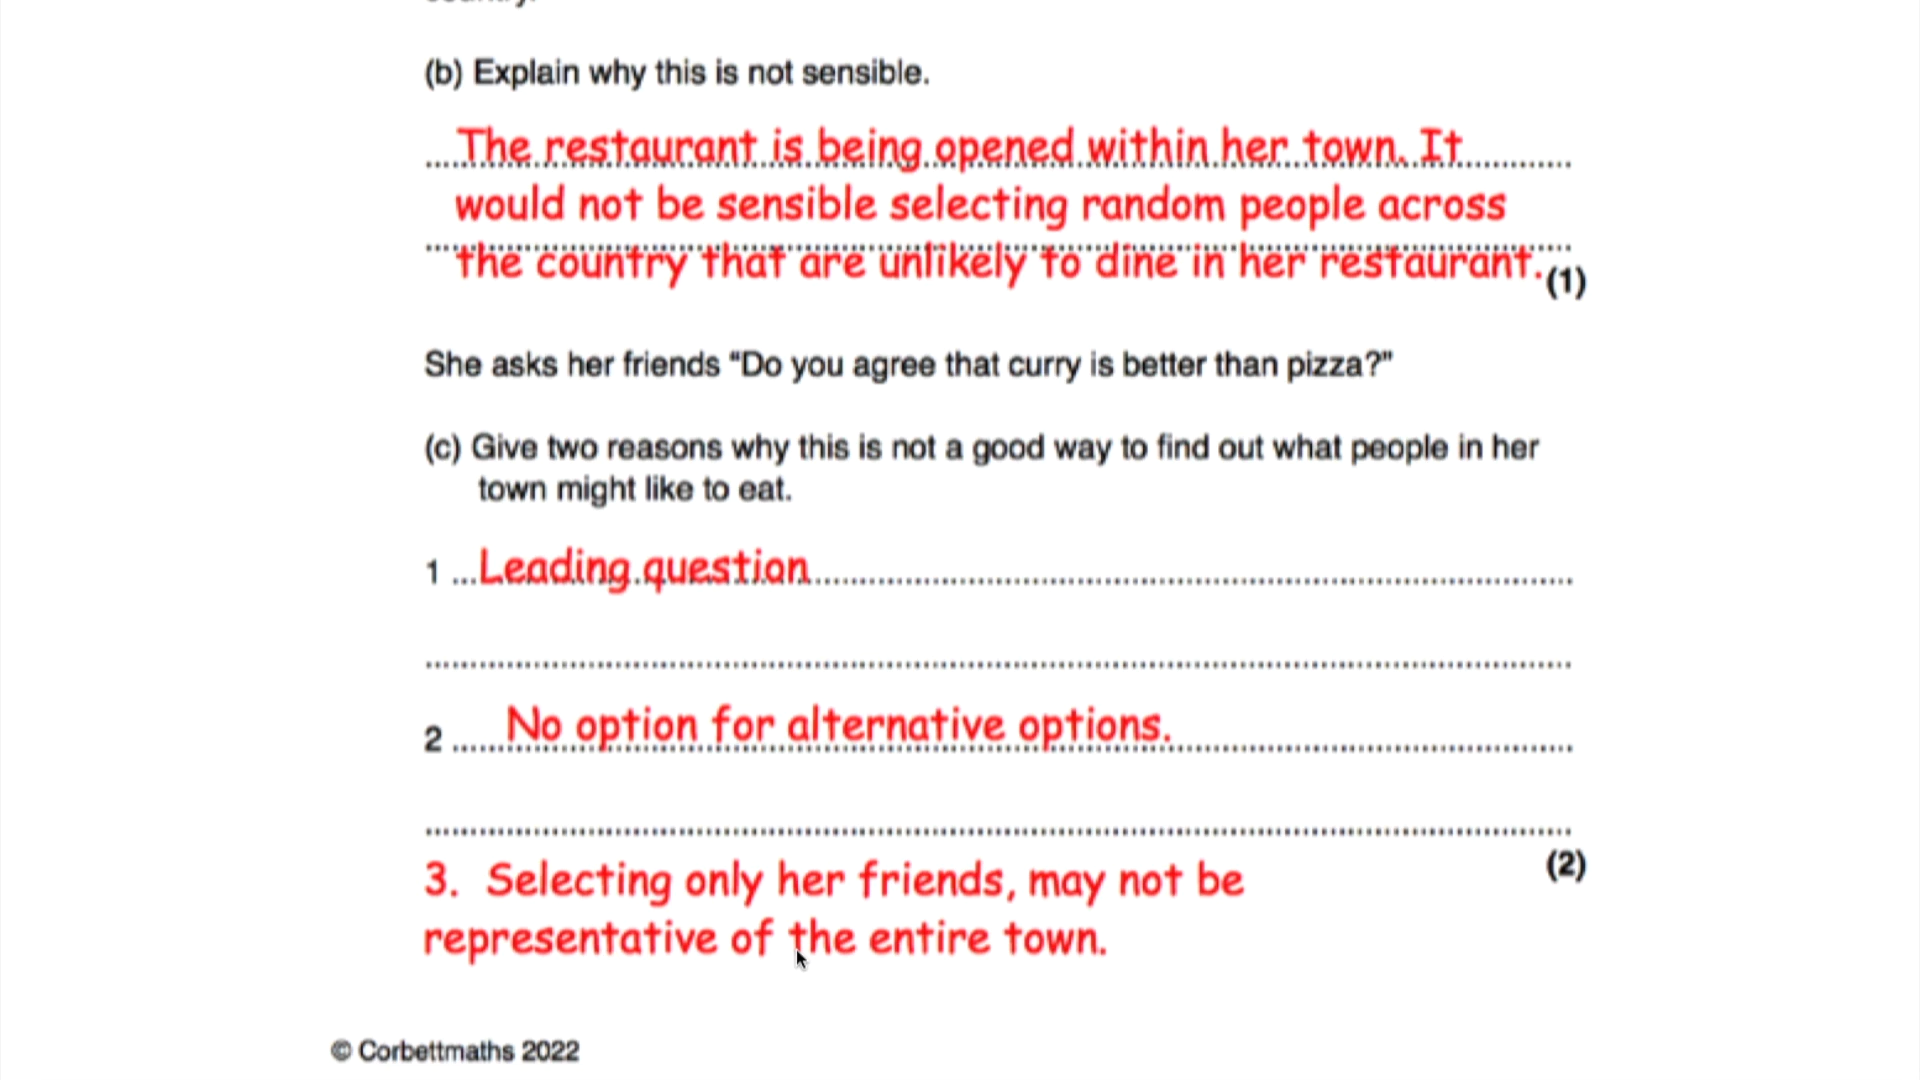 (b) Explain why this is not sensible.
The restaurant is being opened within her town. It
would not be sensible selecting random people across
the country that are unlikely to dine in her restaurant.
(1)
She asks her friends “Do you agree that curry is better than pizza?”
(c) Give two reasons why this is not a good way to find out what people in her
town might like to eat.
1 Leading question
2 No option for alternative options.
(2)
3. Selecting only her friends, may not be
representative of the entire town.
© Corbettmaths 2022